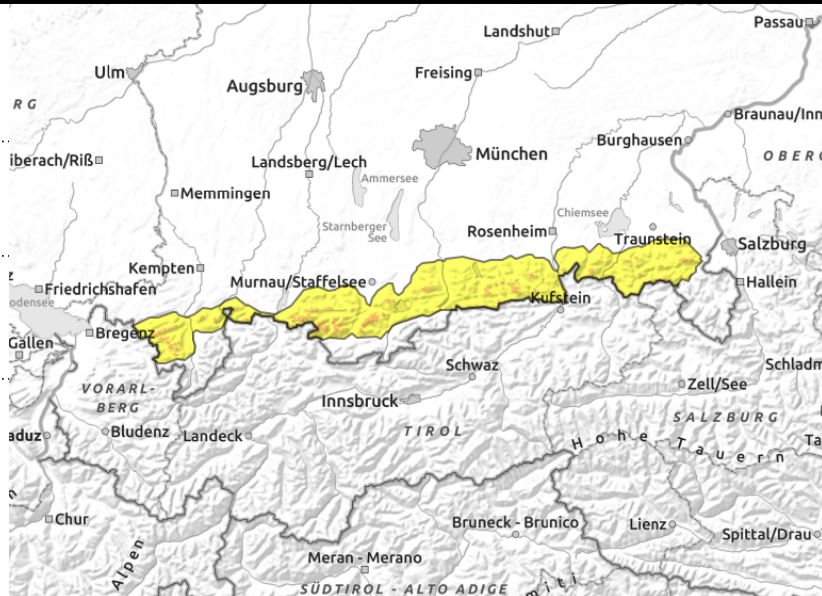 Passau
Landshut
Ulm
Freising
Augsburg
RG
Braunau/Inn
Burghausen
iberach/Riß
Landsberg/Lech
München
OBERÖ
Ammersee
Memmingen
Starnberger
See
Chiemsee
Rosenheim
Traunstein
Salzburg
Kempten
Murnau/Staffelsee
Hallein
Friedrichshafen
odensee
Kufstein
Bregenz
Gallen
Schwaz
Schladm
VORARL-
BERG
Zell/See
Innsbruck
SALZBURG
Bludenz
Landeck
TIROL
aduz
Hohe Tauern
Ta
Chur
Bruneck - Brunico
Lienz
Spittal/Drau
Alpen
Meran - Merano
SÜDTIROL - ALTO ADIGE
miti